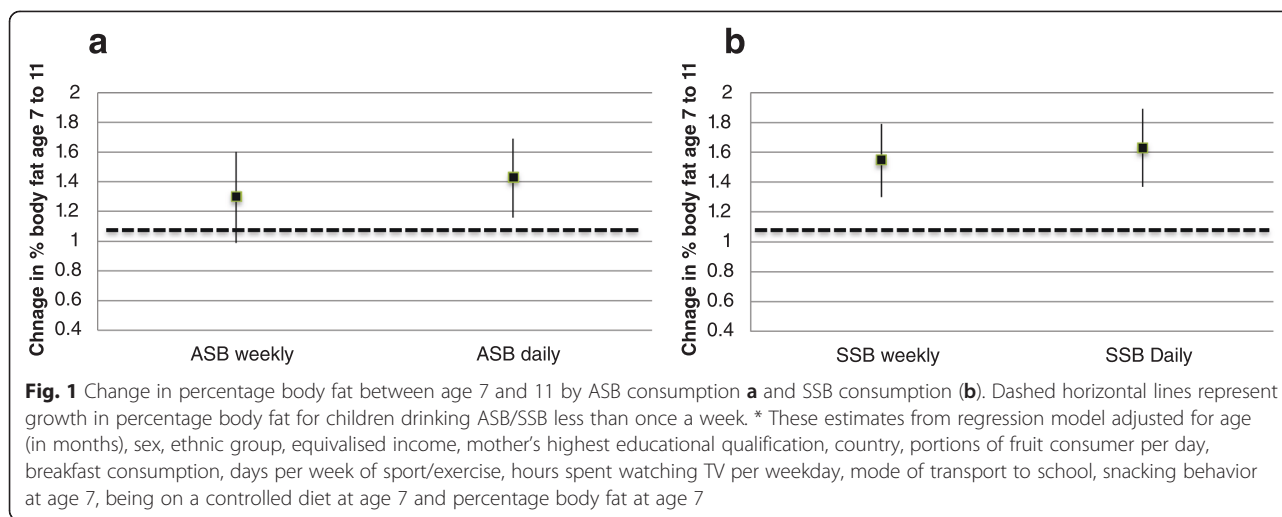 a
Chnage in % body fat age 7 to 11
2
1.8
1.6
1.4
1.2
1
0.8
0.6
0.4
ASB weekly ASB daily
b
Chnage in % body fat age 7 to 11
2
1.8
1.6
1.4
1.2
1
0.8
0.6
0.4
SSB weekly SSB Daily
Fig. 1 Change in percentage body fat between age 7 and 11 by ASB consumption a and SSB consumption (b). Dashed horizontal lines represent
growth in percentage body fat for children drinking ASB/SSB less than once a week. * These estimates from regression model adjusted for age
(in months), sex, ethnic group, equivalised income, mother's highest educational qualification, country, portions of fruit consumer per day,
breakfast consumption, days per week of sport/exercise, hours spent watching TV per weekday, mode of transport to school, snacking behavior
at age 7, being on a controlled diet at age 7 and percentage body fat at age 7